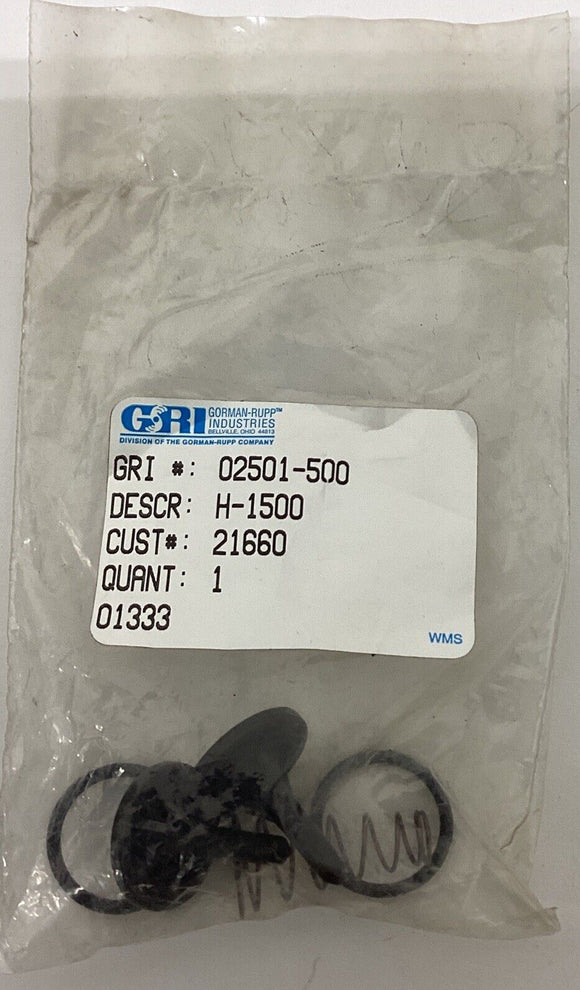 GRI GORMAN-RUPP™
INDUSTRIES
BELLVILLE, OHIO 44813
DIVISION OF THE GORMAN-RUPP COMPANY
GRI #: 02501-500
DESCR: H-1500
CUST#: 21660
QUANT: 1
01333
WMS